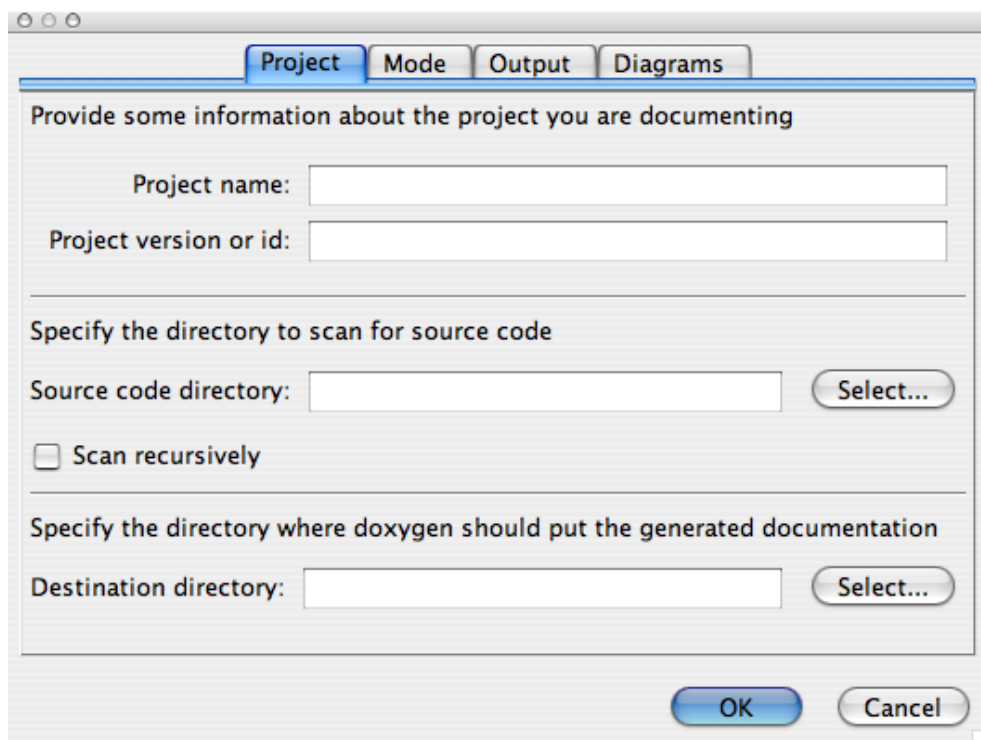 Project Mode Output Diagrams
Provide some information about the project you are documenting
Project name:
Project version or id:
Specify the directory to scan for source code
Source code directory: Select...
Scan recursively
Specify the directory where doxygen should put the generated documentation
Destination directory: Select...
OK Cancel